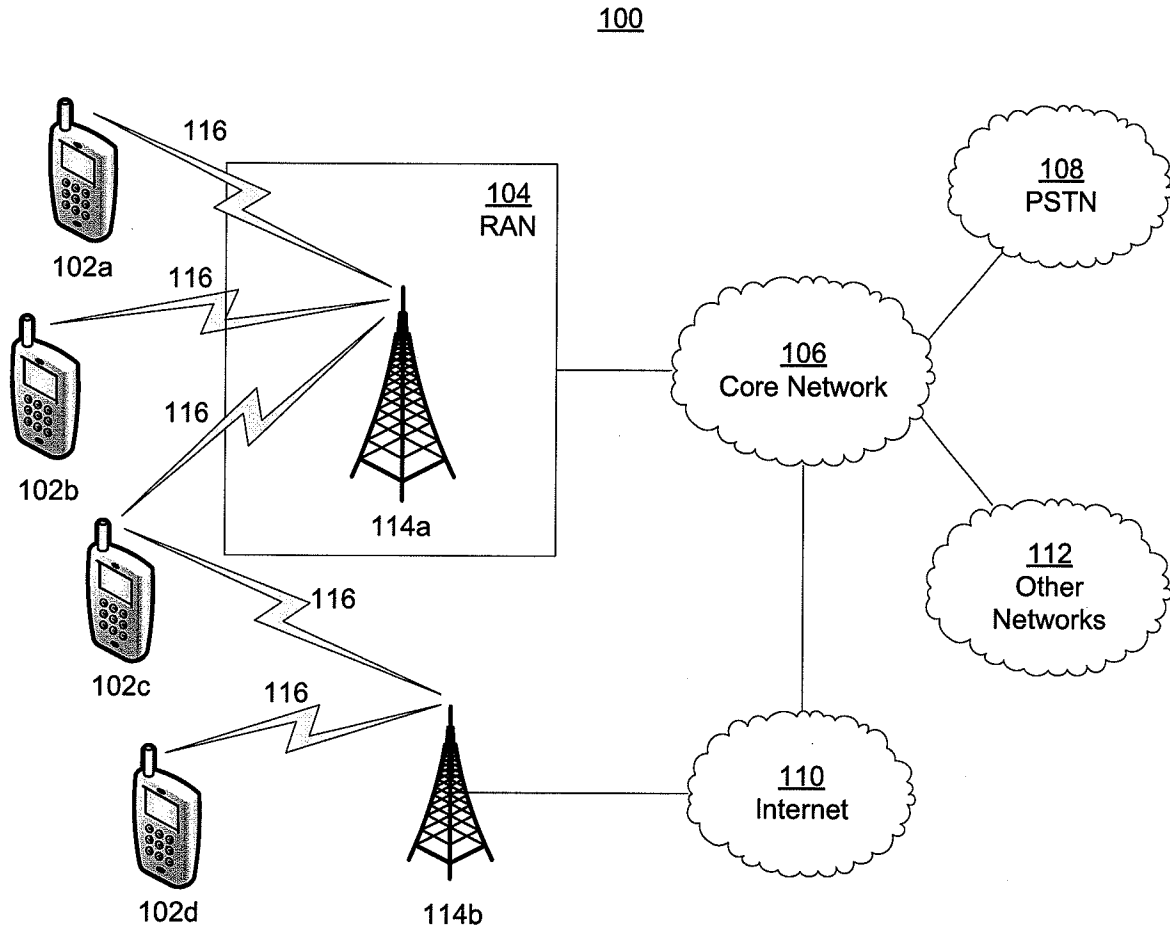 100
116
104
RAN
108
PSTN
102a
116
106
Core Network
116
102b
114a
112
Other
Networks
116
102c
116
110
Internet
102d
114b